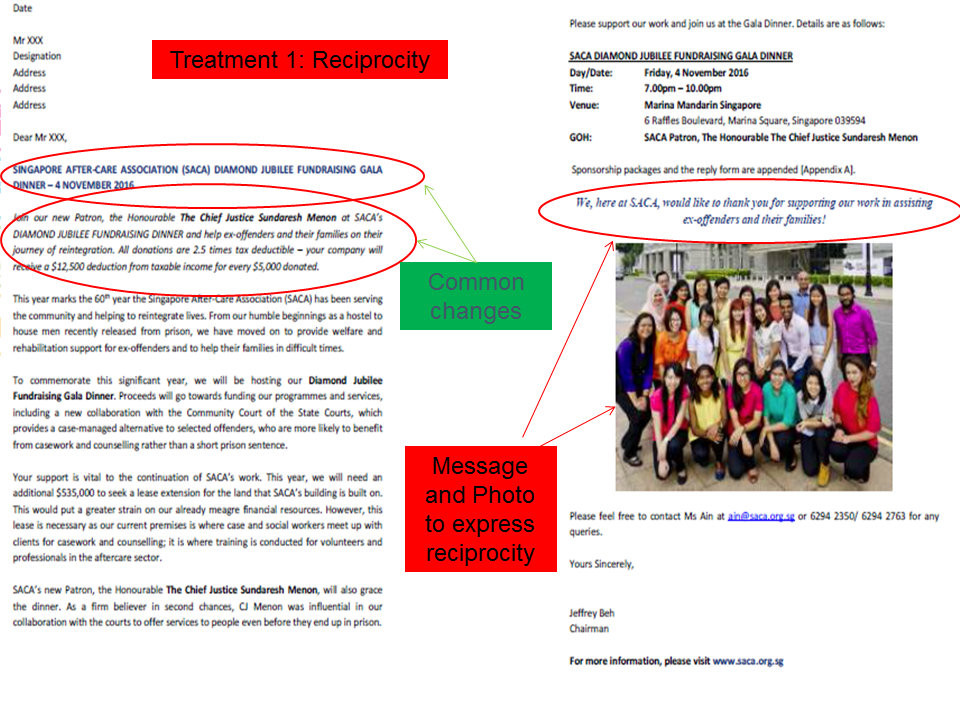 Date
Mr XXX
Designation
Address
Address
Address
Treatment 1: Reciprocity
Dear Mr XXX,
SINGAPORE AFTER-CARE ASSOCIATION (SACA) DIAMOND JUBILEE FUNDRAISING GALA
DINNER – 4 NOVEMBER 2016
Join our new Patron, the Honourable The Chief Justice Sundaresh Menon at SACA's
DIAMOND JUBILEE FUNDRAISING DINNER and help ex-offenders and their families on their
journey of reintegration. All donations are 2.5 times tax deductible – your company will
receive a $12,500 deduction from taxable income for every $5,000 donated.
This year marks the 60th year the Singapore After-Care Association (SACA) has been serving
the community and helping to reintegrate lives. From our humble beginnings as a hostel to
house men recently released from prison, we have moved on to provide welfare and
rehabilitation support for ex-offenders and to help their families in difficult times.
To commemorate this significant year, we will be hosting our Diamond Jubilee
Fundraising Gala Dinner. Proceeds will go towards funding our programmes and services,
including a new collaboration with the Community Court of the State Courts, which
provides a case-managed alternative to selected offenders, who are more likely to benefit
from casework and counselling rather than a short prison sentence.
Your support is vital to the continuation of SACA's work. This year, we will need an
additional $535,000 to seek a lease extension for the land that SACA's building is built on.
This would put a greater strain on our already meagre financial resources. However, this
lease is necessary as our current premises is where case and social workers meet up with
clients for casework and counselling; it is where training is conducted for volunteers and
professionals in the aftercare sector.
SACA's new Patron, the Honourable The Chief Justice Sundaresh Menon, will also grace
the dinner. As a firm believer in second chances, CJ Menon was influential in our
collaboration with the courts to offer services to people even before they end up in prison.
Common
changes
Message
and Photo
to express
reciprocity
Please support our work and join us at the Gala Dinner. Details are as follows:
SACA DIAMOND JUBILEE FUNDRAISING GALA DINNER
Day/Date: Friday, 4 November 2016
Time: 7.00pm – 10.00pm
Venue: Marina Mandarin Singapore
6 Raffles Boulevard, Marina Square, Singapore 039594
GOH: SACA Patron, The Honourable The Chief Justice Sundaresh Menon
Sponsorship packages and the reply form are appended [Appendix A].
We, here at SACA, would like to thank you for supporting our work in assisting
ex-offenders and their families!
Please feel free to contact Ms Ain at ain@saca.org.sg or 6294 2350/ 6294 2763 for any
queries.
Yours Sincerely,
Jeffrey Beh
Chairman
For more information, please visit www.saca.org.sg